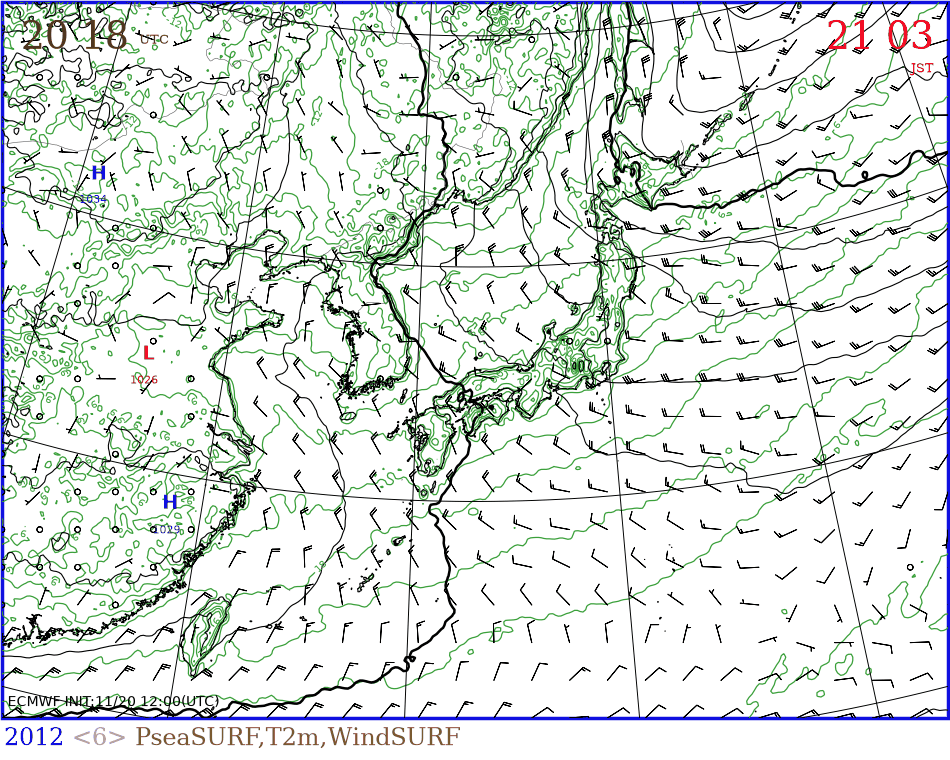 20 18 UTC 21 03
JST
H
1034
L
1026
H
1029
ECMWF INIT:11/20 12:00(UTC)
2012 <6> PseaSURF,T2m,WindSURF